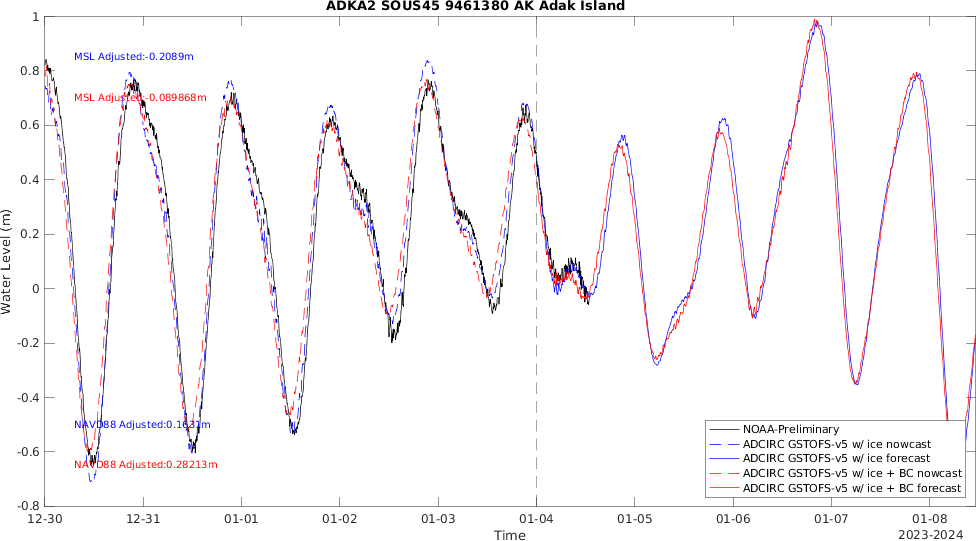 ADKA2 SOUS45 9461380 AK Adak Island
MSL Adjusted:-0.2089m
MSL Adjusted:-0.089868m
NAVD88 Adjusted:0.1631m
NAVD88 Adjusted:0.28213m
Water Level (m)
1
0.8
0.6
0.4
0.2
0
-0.2
-0.4
-0.6
-0.8
NOAA-Preliminary
ADCIRC GSTOFS-v5 w/ ice nowcast
ADCIRC GSTOFS-v5 w/ ice forecast
ADCIRC GSTOFS-v5 w/ ice + BC nowcast
ADCIRC GSTOFS-v5 w/ ice + BC forecast
12-30 12-31 01-01 01-02 01-03 01-04 01-05 01-06 01-07 01-08
2023-2024
Time